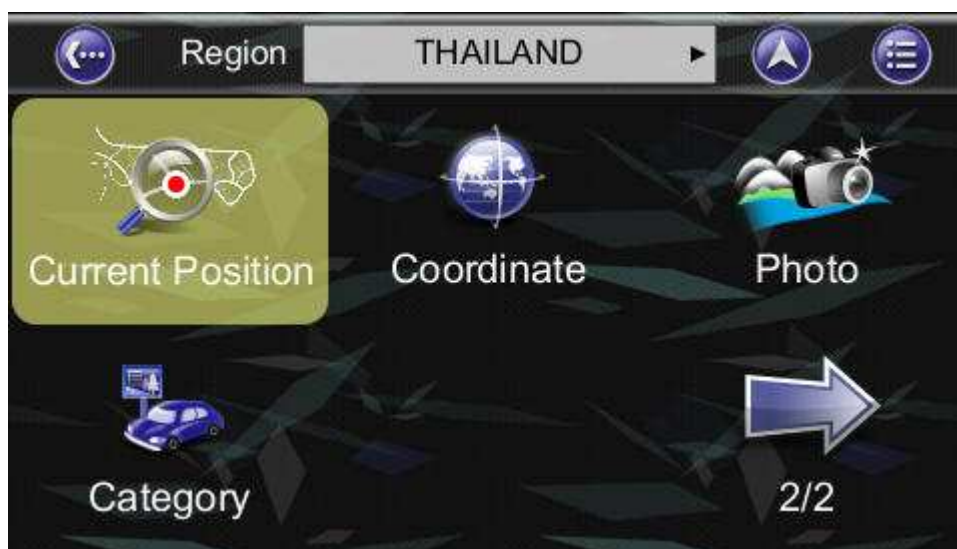 Region THAILAND
Current Position Coordinate Photo
Category 2/2